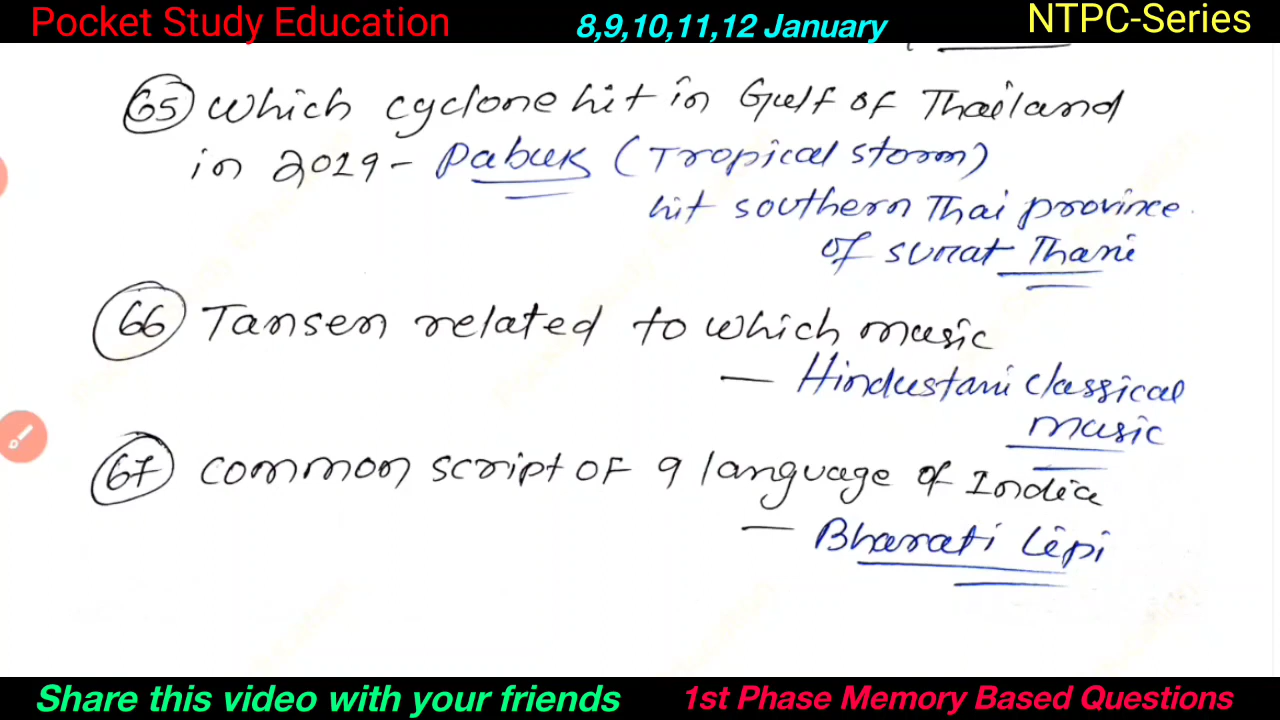 Pocket Study Education
8,9,10,11,12 January
NTPC-Series
65 which cyclone hit in Gulf of Thailand
in 2019 - Pabuk (Tropical storm)
hit southern Thai province.
of surat Thani
66 Tansen related to which music
— Hindustani classical
music
67 common script of 9 language of India
— Bharati Lipi
Share this video with your friends
1st Phase Memory Based Questions